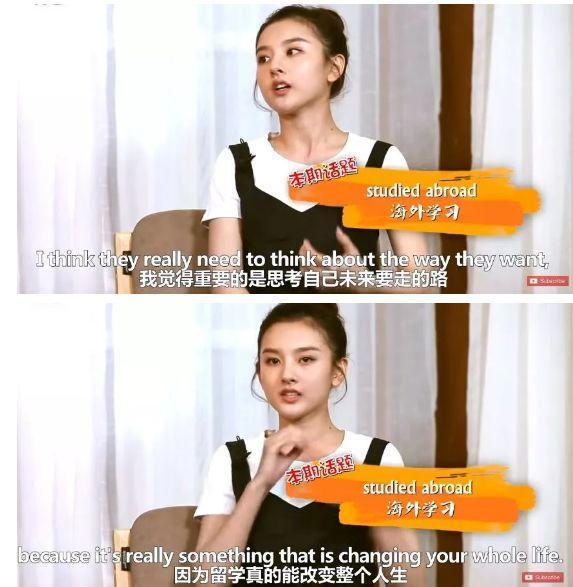 本期话题
studied abroad
海外学习
I think they really need to think about the way they want,
我觉得重要的是思考自己未来要走的路
Subscribe
本期话题
studied abroad
海外学习
because it's really something that is changing your whole life.
因为留学真的能改变整个人生
Subscribe